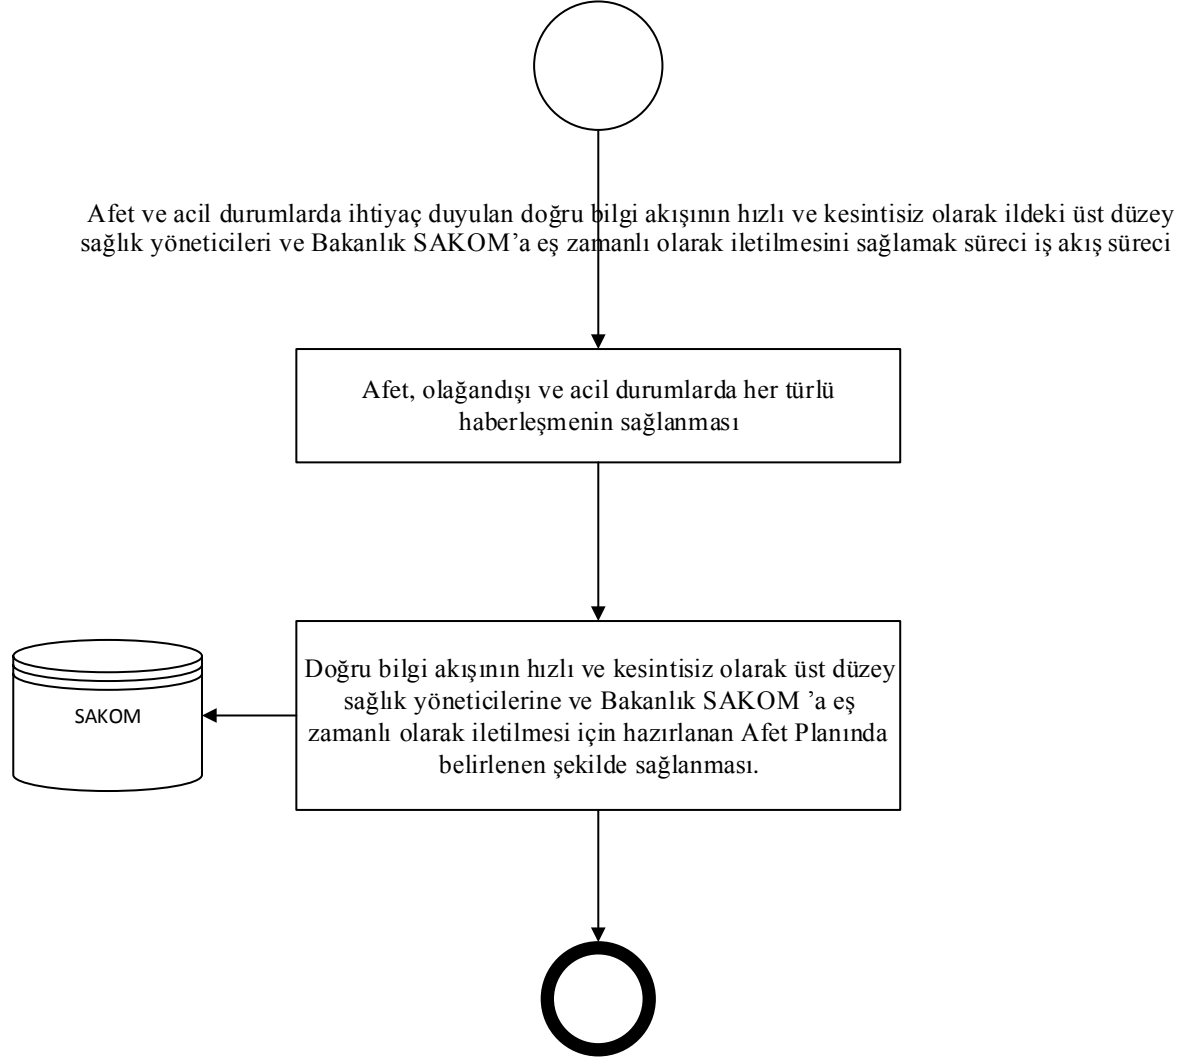 Afet ve acil durumlarda ihtiyaç duyulan doğru bilgi akışının hızlı ve kesintisiz olarak ildeki üst düzey
sağlık yöneticileri ve Bakanlık SAKOM’a eş zamanlı olarak iletilmesini sağlamak süreci iş akış süreci
Afet, olağandışı ve acil durumlarda her türlü
haberleşmenin sağlanması
Doğru bilgi akışının hızlı ve kesintisiz olarak üst düzey
sağlık yöneticilerine ve Bakanlık SAKOM ’a eş
zamanlı olarak iletilmesi için hazırlanan Afet Planında
belirlenen şekilde sağlanması.
SAKOM